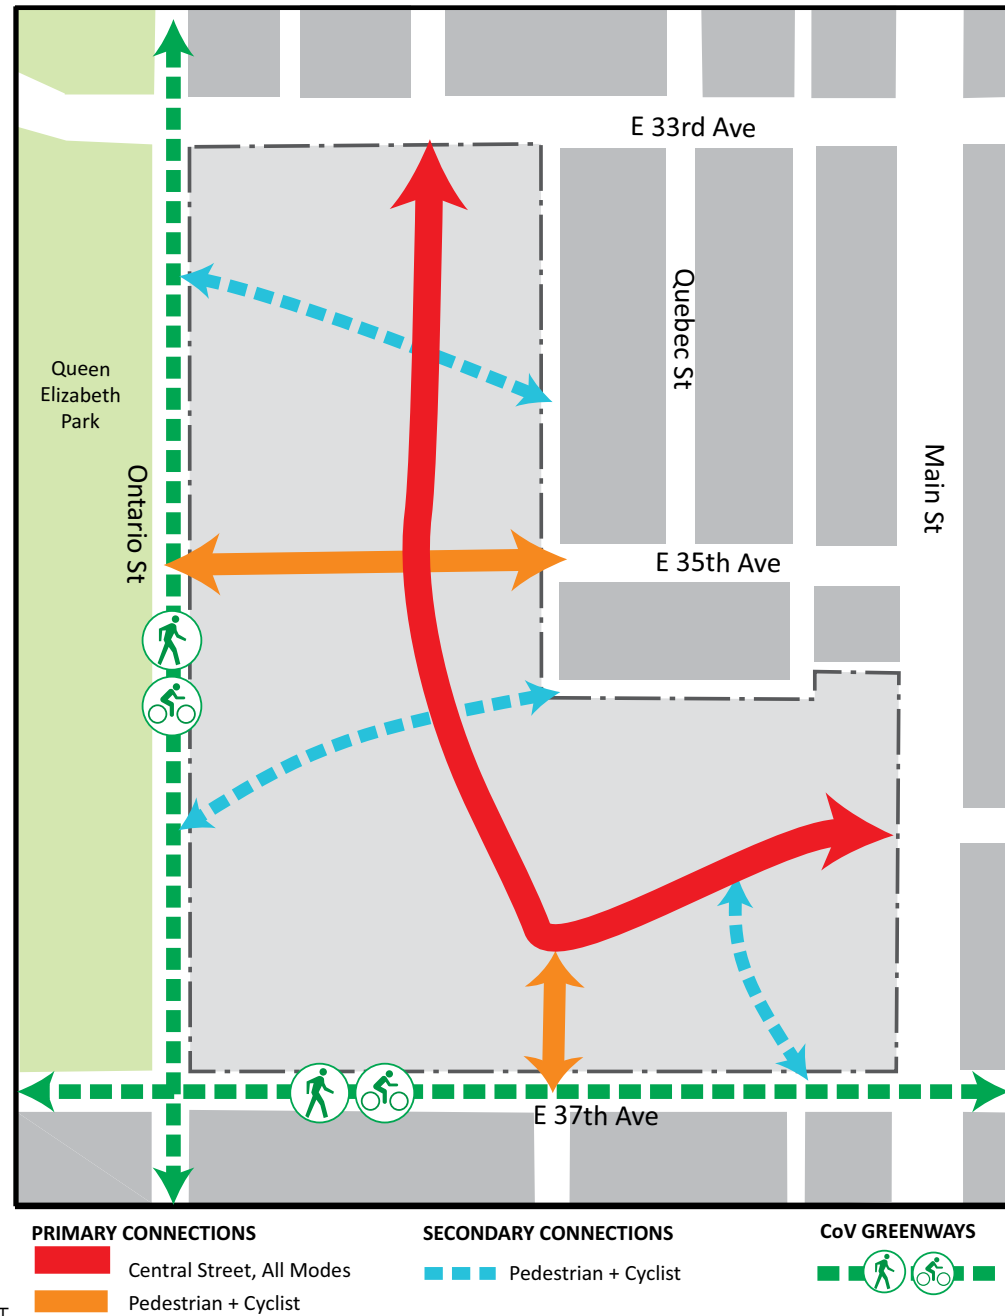 E 33rd Ave
Quebec St
Queen
Elizabeth
Park
Main St
Ontario St
E 35th Ave
E 37th Ave
PRIMARY CONNECTIONS
Central Street, All Modes
Pedestrian + Cyclist
SECONDARY CONNECTIONS
Pedestrian + Cyclist
CoV GREENWAYS